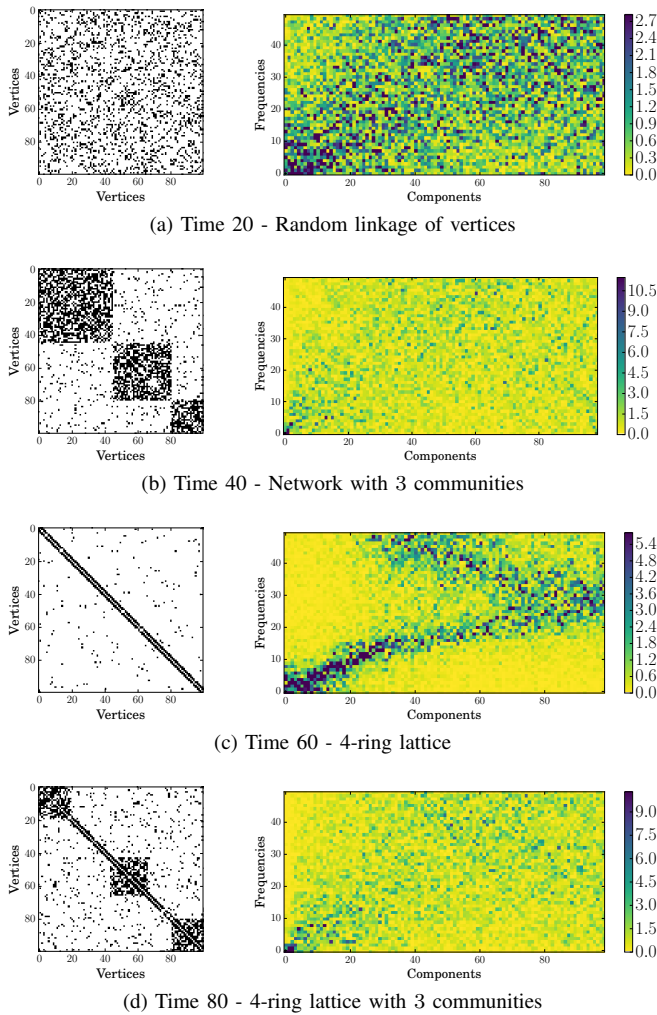 0
20
40
60
80
Vertices
0 20 40 60 80
Vertices
40
30
20
10
0
Frequencies
0 20 40 60 80
Components
2.7
2.4
2.1
1.8
1.5
1.2
0.9
0.6
0.3
0.0
(a) Time 20 - Random linkage of vertices
0
20
40
60
80
Vertices
0 20 40 60 80
Vertices
40
30
20
10
0
Frequencies
0 20 40 60 80
Components
10.5
9.0
7.5
6.0
4.5
3.0
1.5
0.0
(b) Time 40 - Network with 3 communities
0
20
40
60
80
Vertices
0 20 40 60 80
Vertices
40
30
20
10
0
Frequencies
0 20 40 60 80
Components
5.4
4.8
4.2
3.6
3.0
2.4
1.8
1.2
0.6
0.0
(c) Time 60 - 4-ring lattice
0
20
40
60
80
Vertices
0 20 40 60 80
Vertices
40
30
20
10
0
Frequencies
0 20 40 60 80
Components
9.0
7.5
6.0
4.5
3.0
1.5
0.0
(d) Time 80 - 4-ring lattice with 3 communities